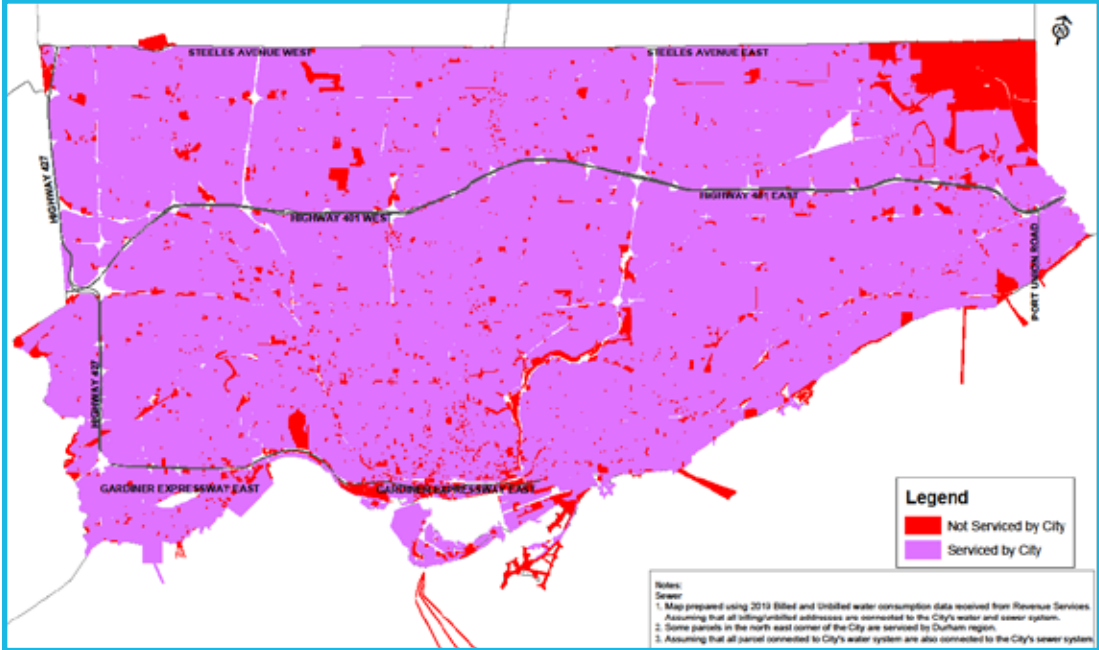 STEELES AVENUE WEST
STEELES AVENUE EAST
HIGHWAY 427
HIGHWAY 401 WEST
HIGHWAY 401 EAST
PORT UNION ROAD
HIGHWAY 427
GARDINER EXPRESSWAY EAST
GARDINER EXPRESSWAY EAST
Legend
Not Serviced by City
Serviced by City
Notes:
Sewer
1. Map prepared using 2019 Billed and Unbilled water consumption data received from Revenue Services.
Assuming that all billing/unbilled addresses are connected to the City's water and sewer system.
2. Some parcels in the north east corner of the City are serviced by Durham region.
3. Assuming that all parcel connected to City's water system are also connected to the City's sewer system